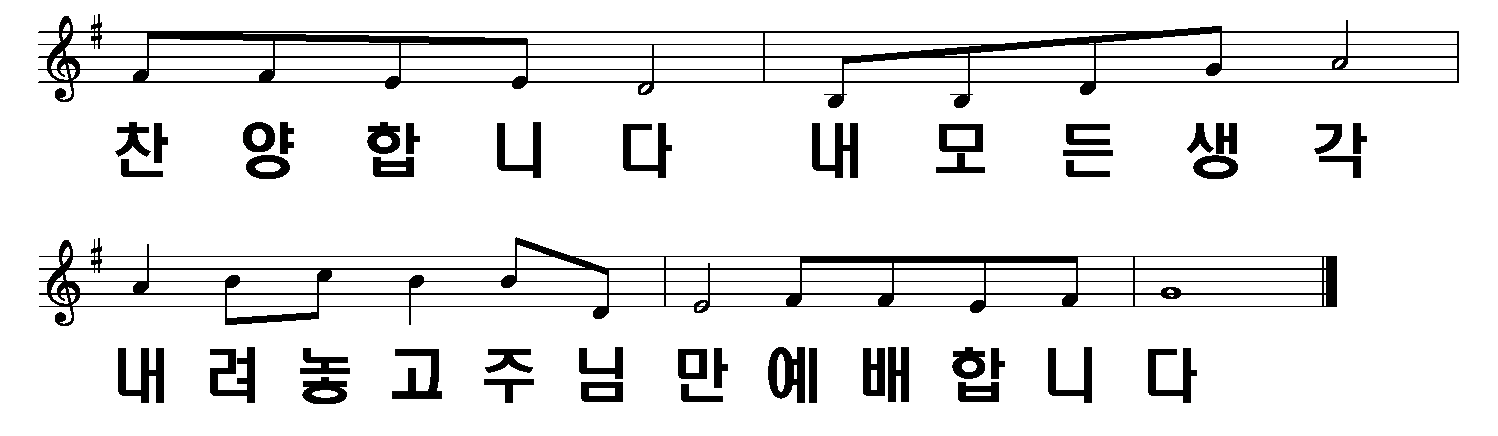 찬 양 합 니 다 내 모 든 생 각
내 려 놓 고 주 님 만 예 배 합 니 다